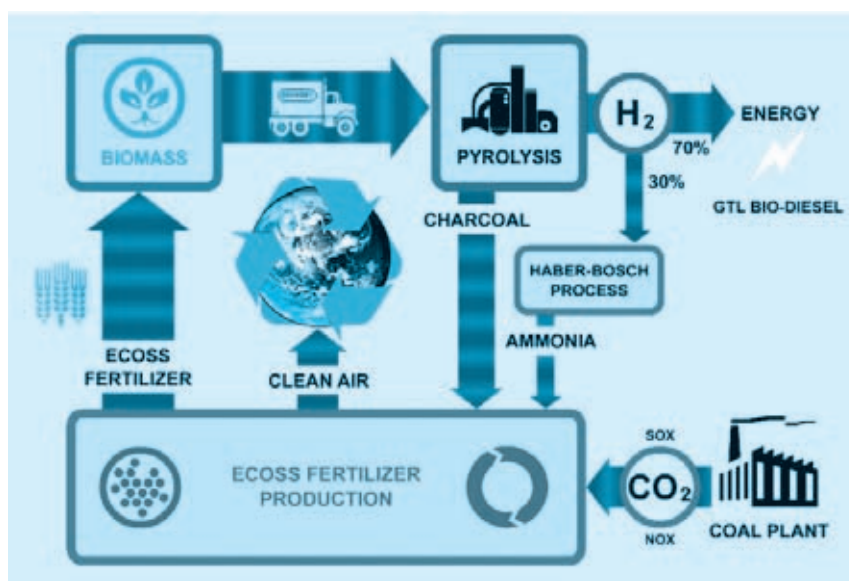 BIOMASS
PYROLYSIS
H2
ENERGY
70%
30%
GTL BIO-DIESEL
CHARCOAL
HABER-BOSCH
PROCESS
AMMONIA
ECOSS
FERTILIZER
CLEAN AIR
ECOSS FERTILIZER
PRODUCTION
SOX
CO2
NOX
COAL PLANT